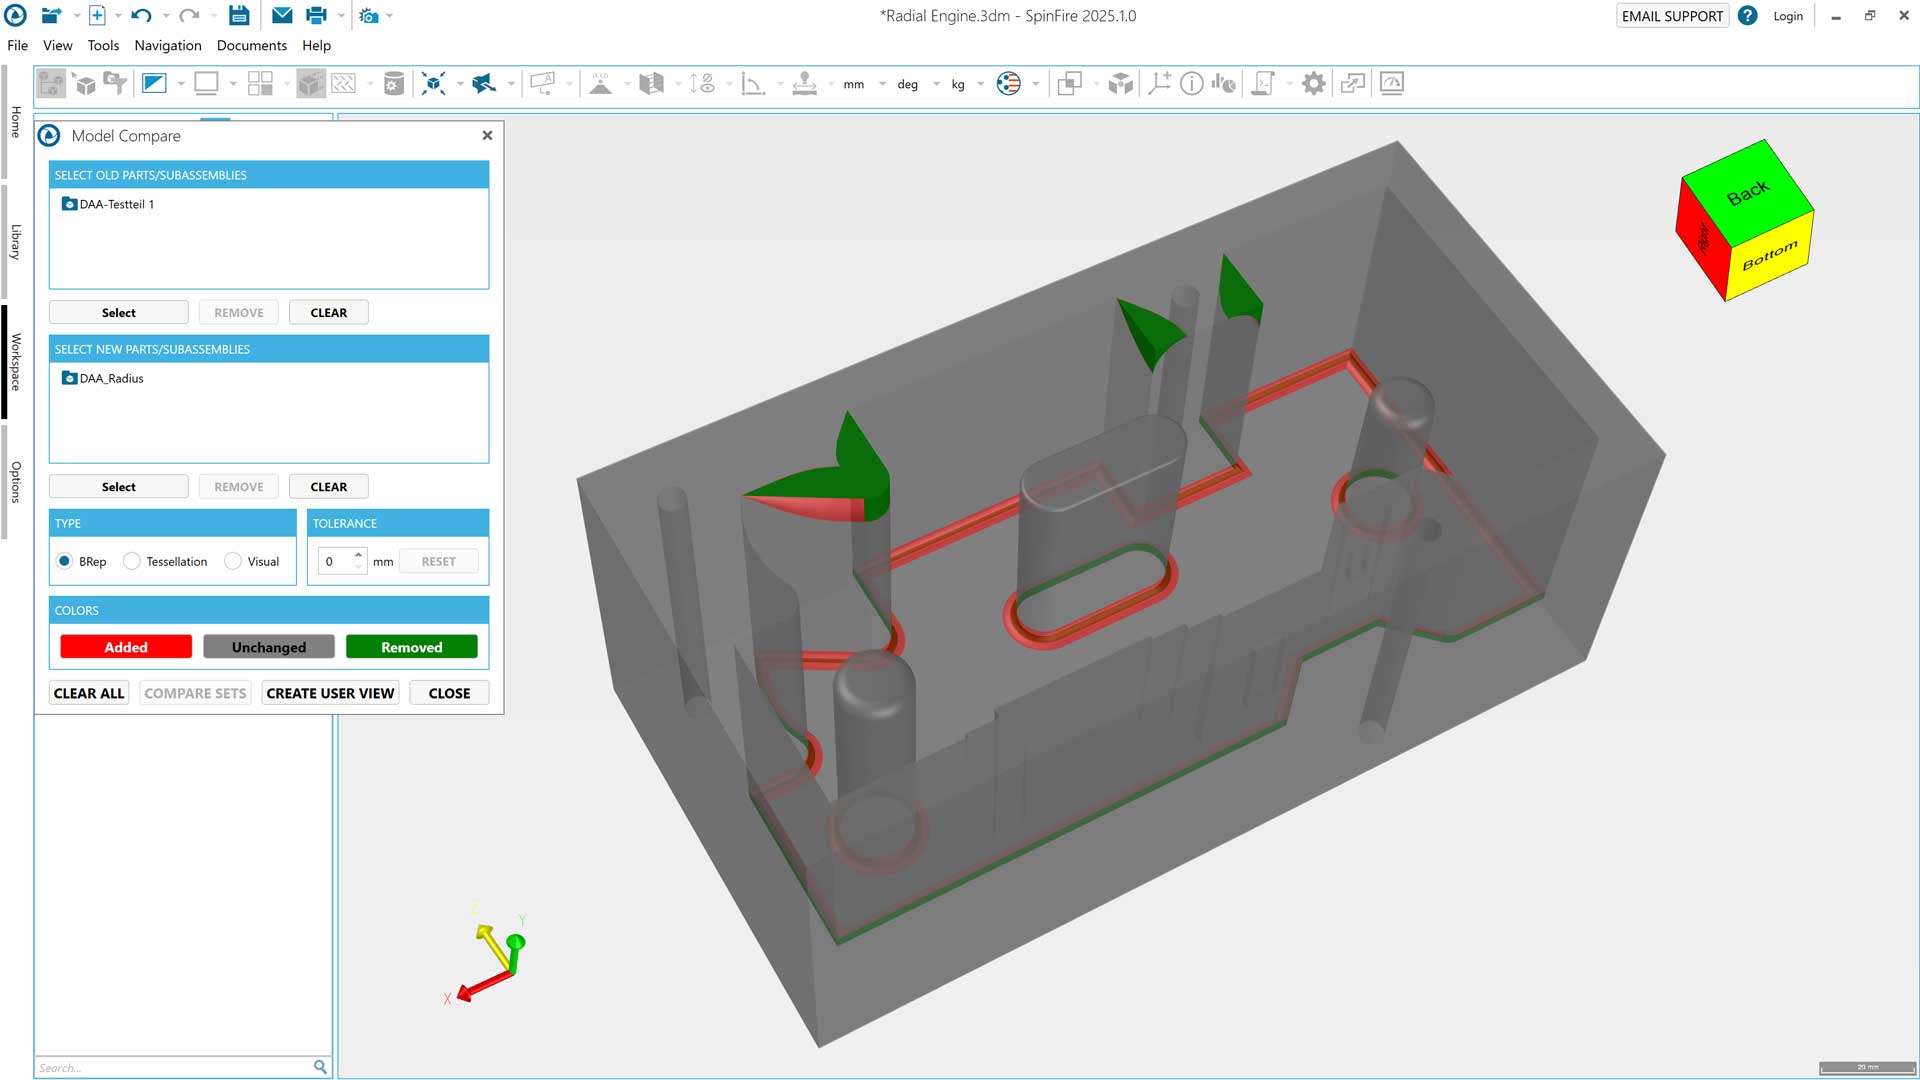 *Radial Engine.3dm - SpinFire 2025.1.0
EMAIL SUPPORT
?
Login
File View Tools Navigation Documents Help
mm deg kg
Home
Library
Workspace
Options
Model Compare
SELECT OLD PARTS/SUBASSEMBLIES
DAA-Testteil 1
Select REMOVE CLEAR
SELECT NEW PARTS/SUBASSEMBLIES
DAA_Radius
Select REMOVE CLEAR
TYPE
BRep Tessellation Visual
TOLERANCE
0 mm RESET
COLORS
Added Unchanged Removed
CLEAR ALL COMPARE SETS CREATE USER VIEW CLOSE
Back
Bottom
Z
Y
X
Search...
20 mm